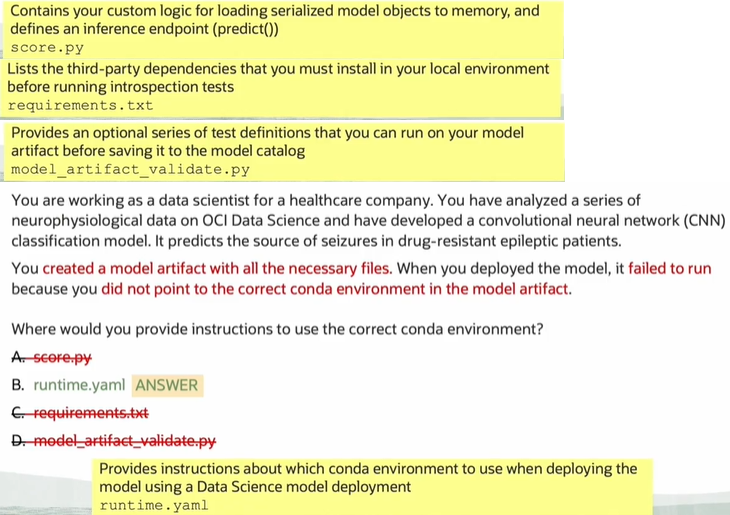 Contains your custom logic for loading serialized model objects to memory, and
defines an inference endpoint (predict())
score.py
Lists the third-party dependencies that you must install in your local environment
before running introspection tests
requirements.txt
Provides an optional series of test definitions that you can run on your model
artifact before saving it to the model catalog
model_artifact_validate.py
You are working as a data scientist for a healthcare company. You have analyzed a series of
neurophysiological data on OCI Data Science and have developed a convolutional neural network (CNN)
classification model. It predicts the source of seizures in drug-resistant epileptic patients.
You created a model artifact with all the necessary files. When you deployed the model, it failed to run
because you did not point to the correct conda environment in the model artifact.
Where would you provide instructions to use the correct conda environment?
A. score.py
B. runtime.yaml ANSWER
C. requirements.txt
D. model_artifact_validate.py
Provides instructions about which conda environment to use when deploying the
model using a Data Science model deployment
runtime.yaml